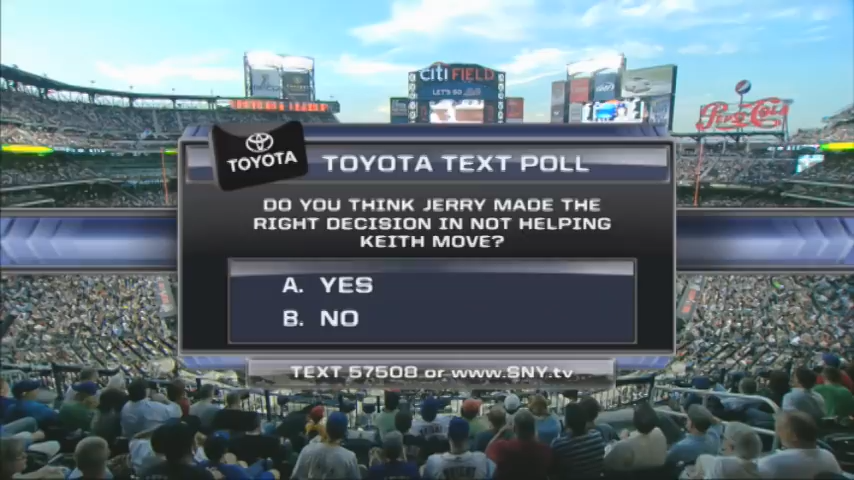 CITI FIELD
LET'S GO
PEPSI COLA
TOYOTA
TOYOTA TEXT POLL
DO YOU THINK JERRY MADE THE
RIGHT DECISION IN NOT HELPING
KEITH MOVE?
A. YES
B. NO
TEXT 57508 or www.SNY.tv